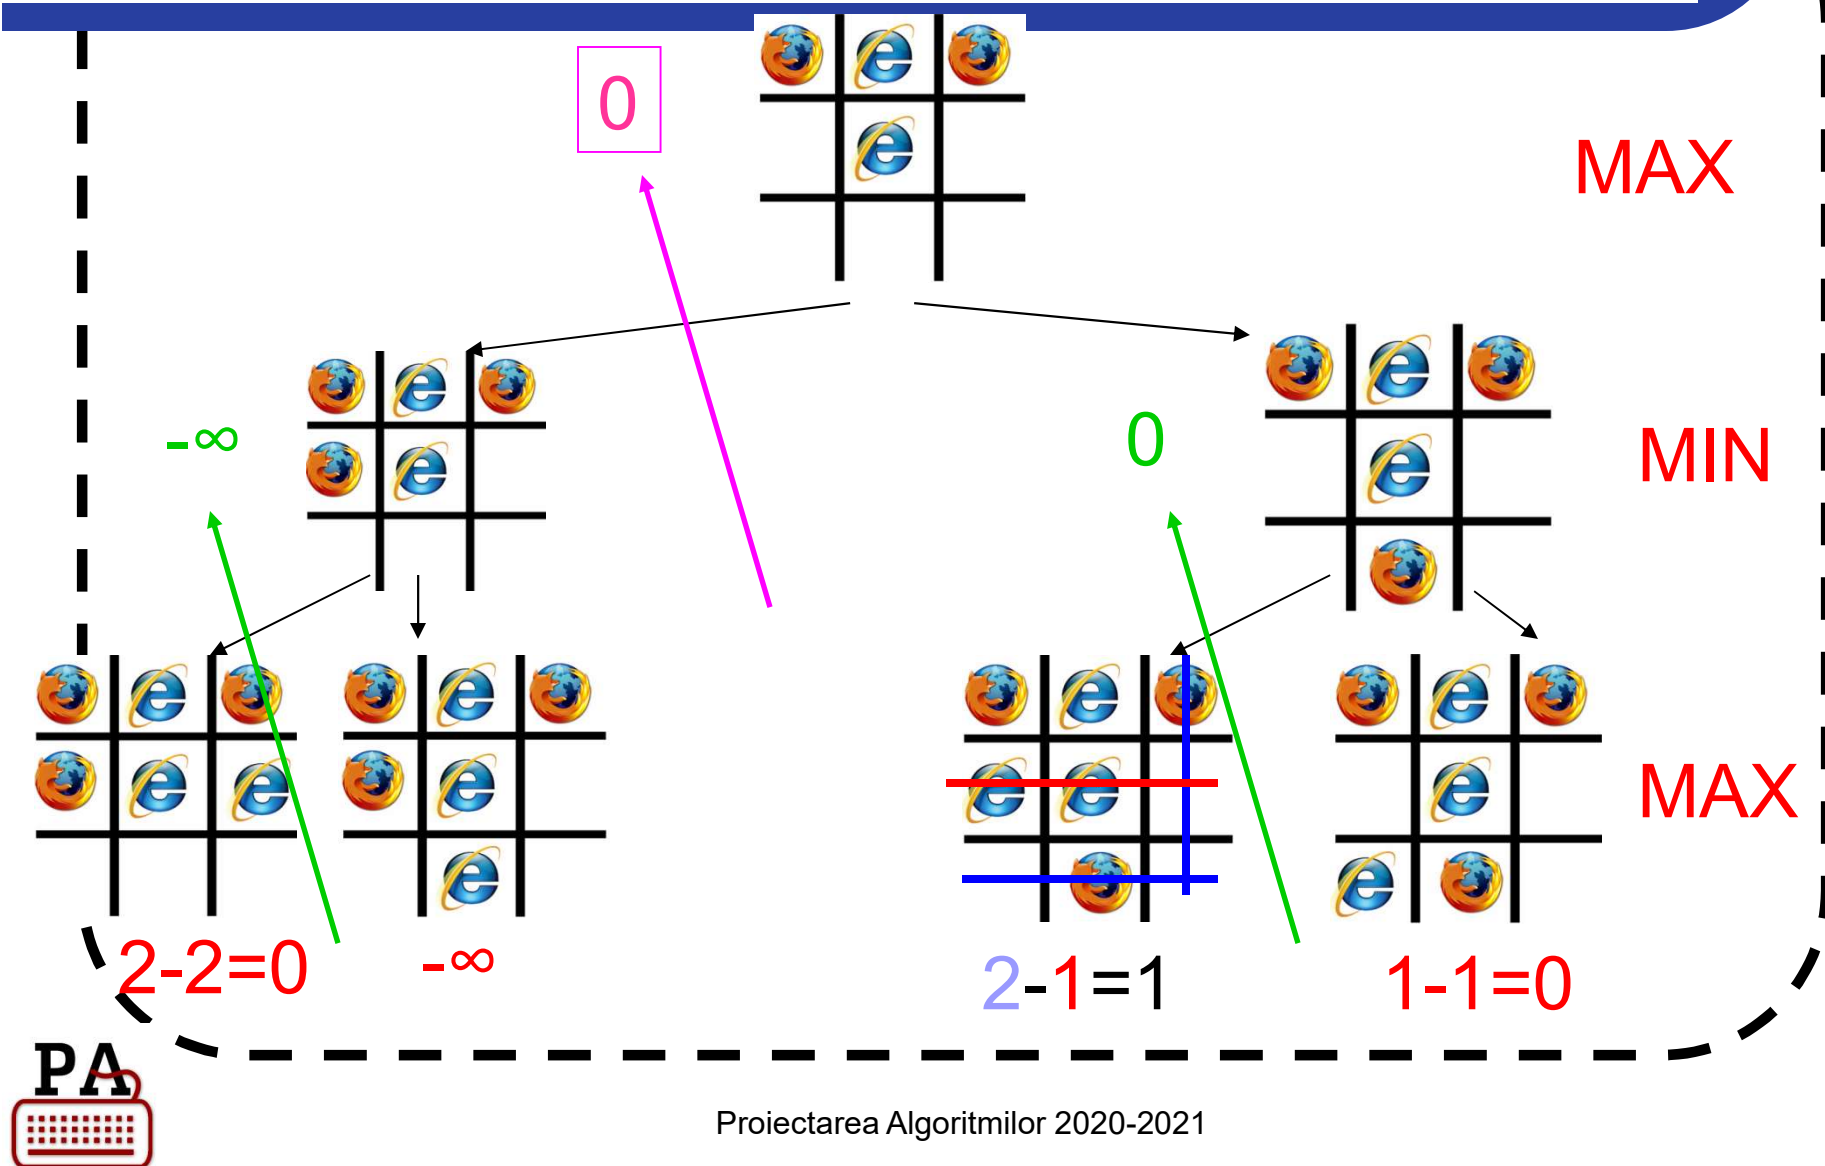 0
MAX
-∞
0
MIN
MAX
2-2=0
-∞
2-1=1
1-1=0
PA
Proiectarea Algoritmilor 2020-2021